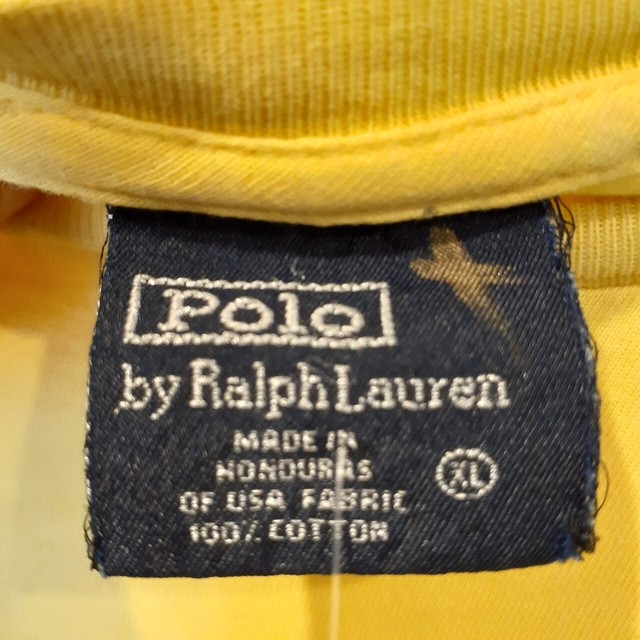 Polo
by Ralph Lauren
MADE IN
HONDURAS
OF USA FABRIC
100% COTTON
XL